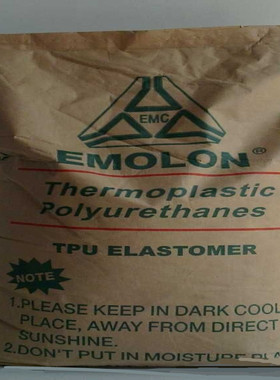 EMC
EMOLON®
Thermoplastic
Polyurethanes
TPU ELASTOMER
NOTE
1.PLEASE KEEP IN DARK COOL
PLACE, AWAY FROM DIRECT
SUNSHINE.
2.DON'T PUT IN MOISTURE